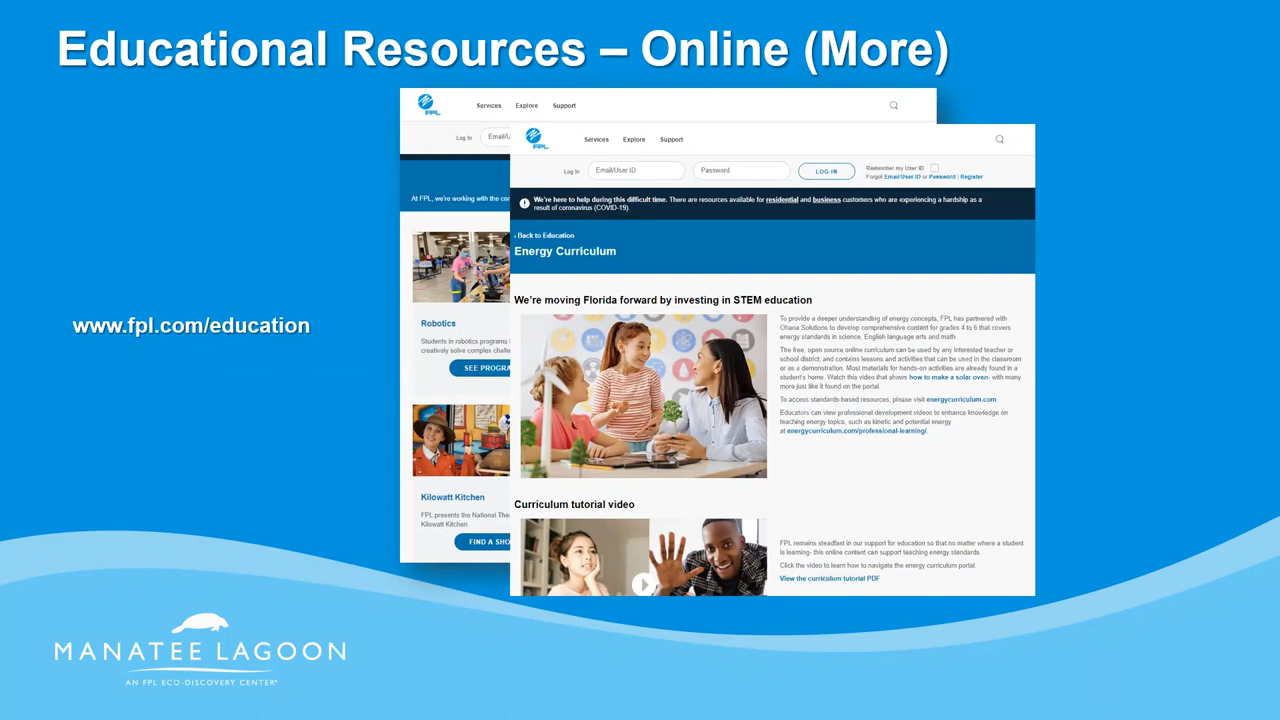 Educational Resources – Online (More)
FPL
Services Explore Support
Log In Email/U
At FPL, we're working with the
Robotics
Students in robotics programs
creatively solve complex
SEE
Kilowatt Kitchen
FPL presents the National
Kilowatt Kitchen.
FIND A
FPL
Services Explore Support
Log In Email/User ID Password LOG IN Remember my User ID
Forgot Email/User ID or Password | Register
We're here to help during this difficult time. There are resources available for residential and business customers who are experiencing a hardship as a
result of coronavirus (COVID-19).
‹ Back to Education
Energy Curriculum
We're moving Florida forward by investing in STEM education
To provide a deeper understanding of energy concepts, FPL has partnered with
Ohana Solutions to develop comprehensive content for grades 4 to 6 that covers
energy standards in science, English language arts and math
The free, open source online curriculum can be used by any interested teacher or
school district, and contains lessons and activities that can be used in the classroom
or as a demonstration. Most materials for hands-on activities are already found in a
student's home. Watch this video that shows how to make a solar oven- with many
more just like it found on the portal.
To access standards-based resources, please visit energycurriculum.com.
Educators can view professional development videos to enhance knowledge on
teaching energy topics, such as kinetic and potential energy
at energycurriculum.com/professional-learning/.
Curriculum tutorial video
FPL remains steadfast in our support for education so that no matter where a student
is learning- this online content can support teaching energy standards.
Click the video to learn how to navigate the energy curriculum portal.
View the curriculum tutorial PDF
www.fpl.com/education
MANATEE LAGOON
AN FPL ECO-DISCOVERY CENTER®